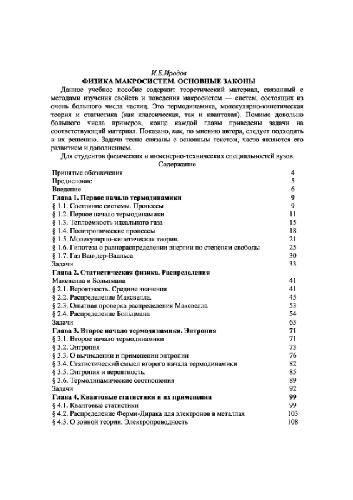 И.Е.Иродов
ФИЗИКА МАКРОСИСТЕМ. ОСНОВНЫЕ ЗАКОНЫ
Данное учебное пособие содержит теоретический материал, связанный с
методами изучения свойств и поведения макросистем — систем, состоящих из
очень большого числа частиц. Это термодинамика, молекулярно-кинетическая
теория и статистика (как классическая, так и квантовая). Помимо довольно
большого числа примеров, конце каждой главы приведены задачи на
соответствующий материал. Показано, как, по мнению автора, следует подходить
к их решению. Задачи тесно связаны с основным текстом, часто являются его
развитием и дополнением.
Для студентов физических и инженерно-технических специальностей вузов.
Содержание
Принятые обозначения 4
Предисловие 5
Введение 6
Глава 1. Первое начало термодинамики 9
§ 1.1. Состояние системы. Процессы 9
§ 1.2. Первое начало термодинамики 11
§ 1.3. Теплоемкость идеального газа 15
§ 1.4. Политропические процессы 18
§ 1.5. Молекулярно-кинетическая теория. 21
§ 1.6. Гипотеза о равнораспределении энергии по степеням свободы 25
§ 1.7. Газ Ван-дер-Ваальса 30
Задачи 33
Глава 2. Статистическая физика. Распределения
Максвелла и Больцмана 41
§ 2.1. Вероятность. Средние значения 41
§ 2.2. Распределение Максвелла. 45
§ 2.3. Опытная проверка распределения Максвелла 53
§ 2.4. Распределение Больцмана 54
Задачи 63
Глава 3. Второе начало термодинамики. Энтропия 71
§ 3.1. Второе начало термодинамики 71
§ 3.2. Энтропия 73
§ 3.3. О вычислении и применении энтропии 76
§ 3.4. Статистический смысл второго начала термодинамики 82
§ 3.5. Энтропия и вероятность. 85
§ 3.6. Термодинамические соотношения 89
Задачи 92
Глава 4. Квантовые статистики и их применения 99
§ 4.1. Квантовые статистики 99
§ 4.2. Распределение Ферми-Дирака для электронов в металлах 103
§ 4.3. О зонной теории. Электропроводность 108